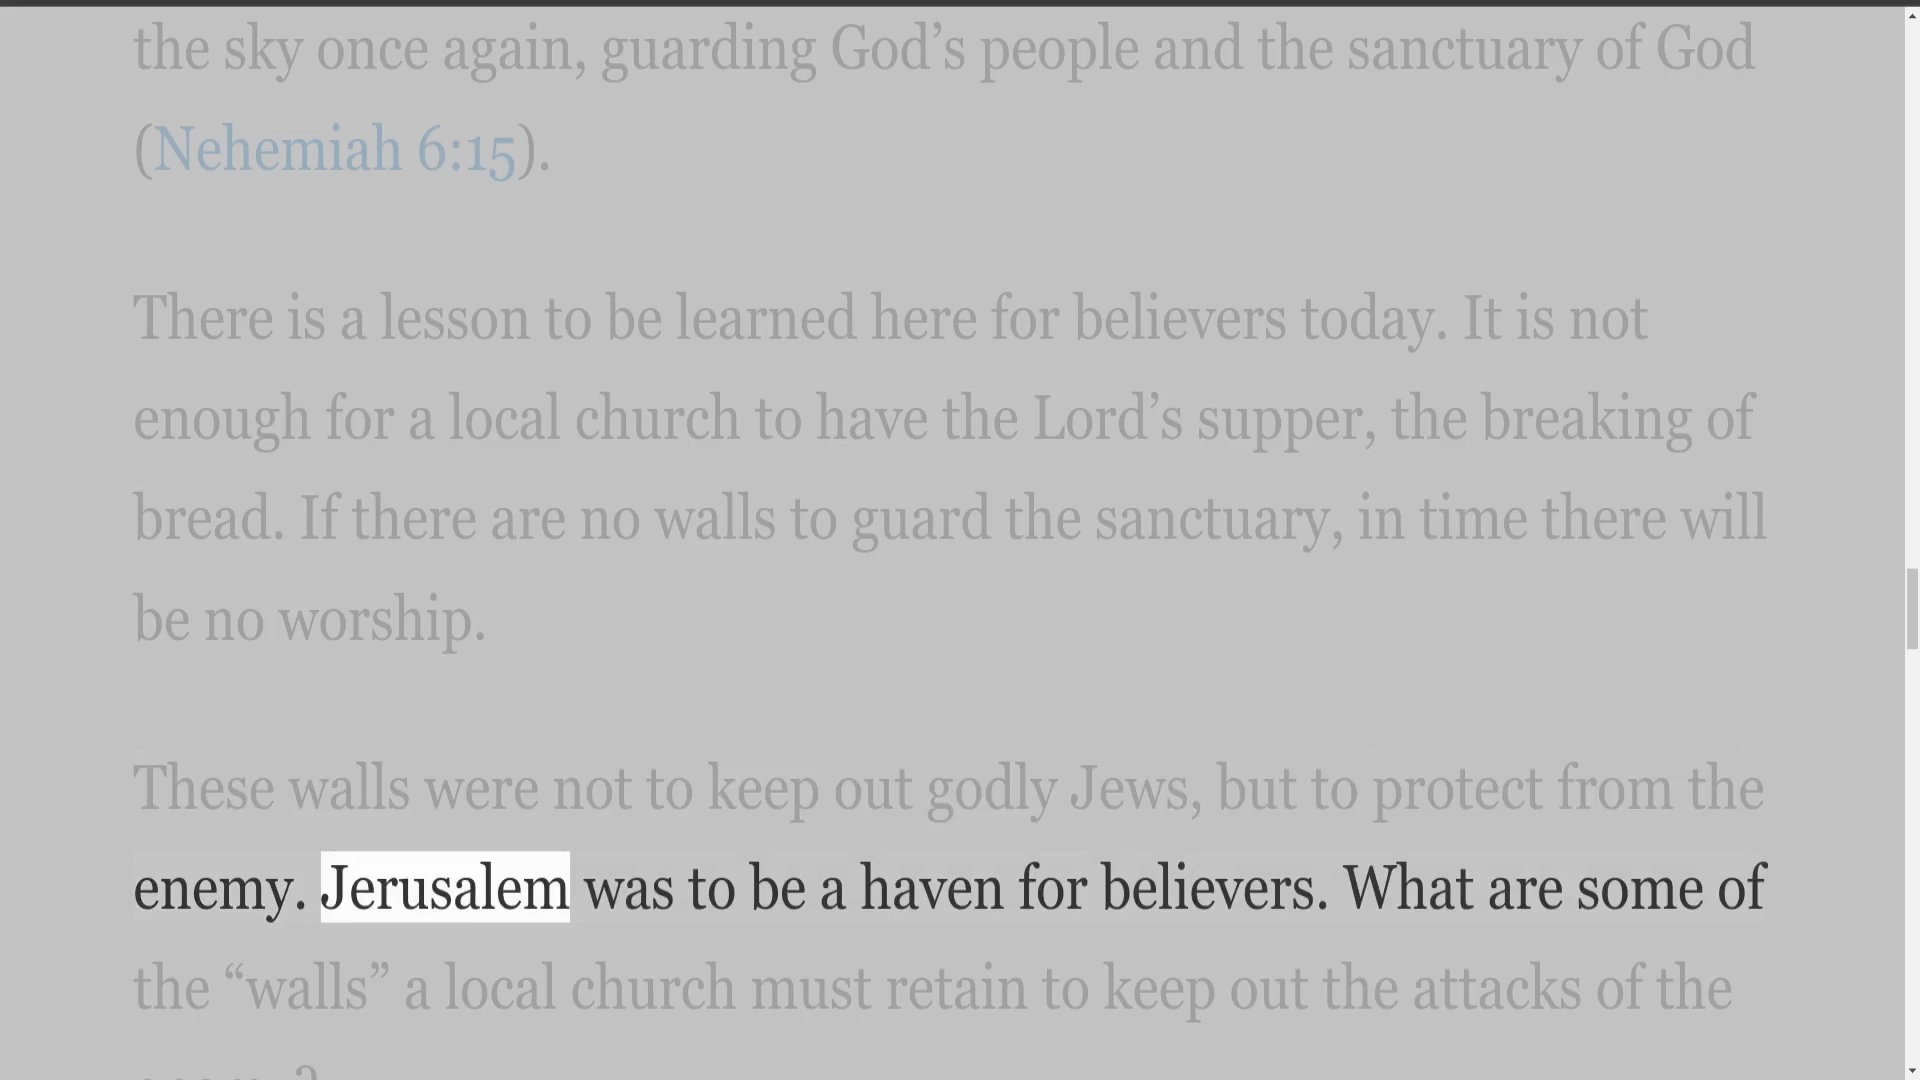 the sky once again, guarding God’s people and the sanctuary of God
(Nehemiah 6:15).
There is a lesson to be learned here for believers today. It is not
enough for a local church to have the Lord’s supper, the breaking of
bread. If there are no walls to guard the sanctuary, in time there will
be no worship.
These walls were not to keep out godly Jews, but to protect from the
enemy. Jerusalem was to be a haven for believers. What are some of
the “walls” a local church must retain to keep out the attacks of the